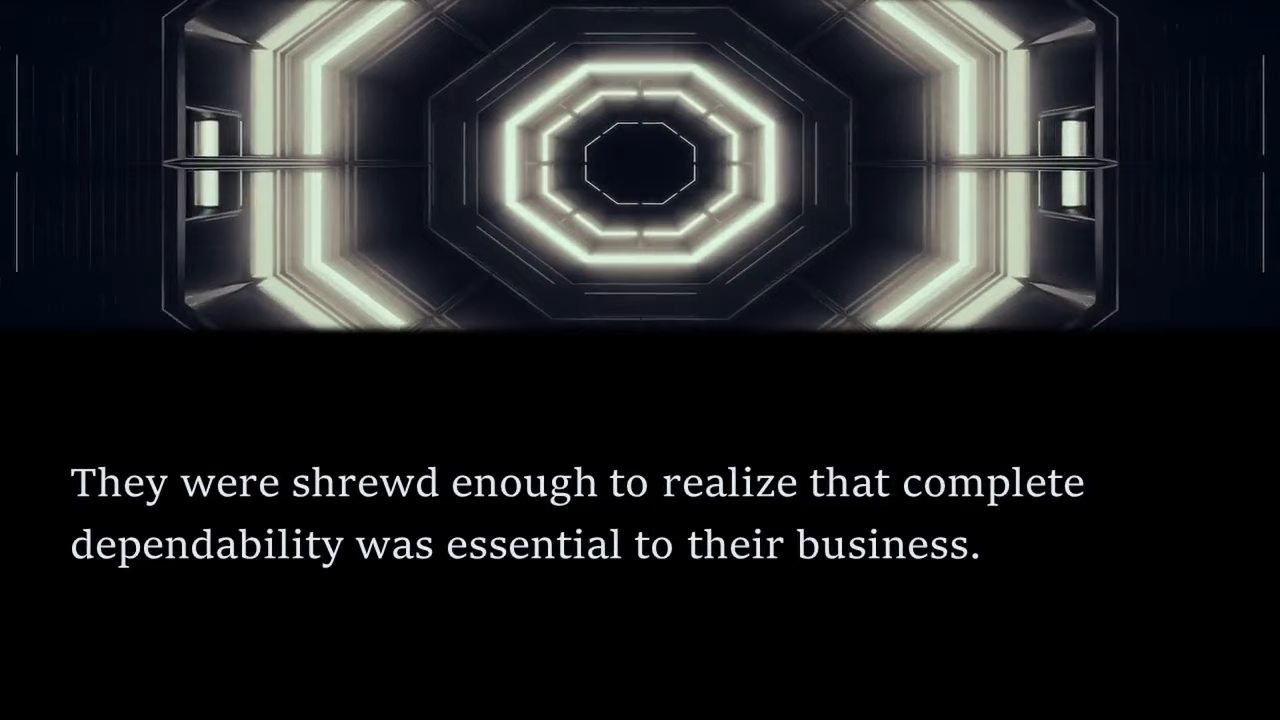 They were shrewd enough to realize that complete
dependability was essential to their business.